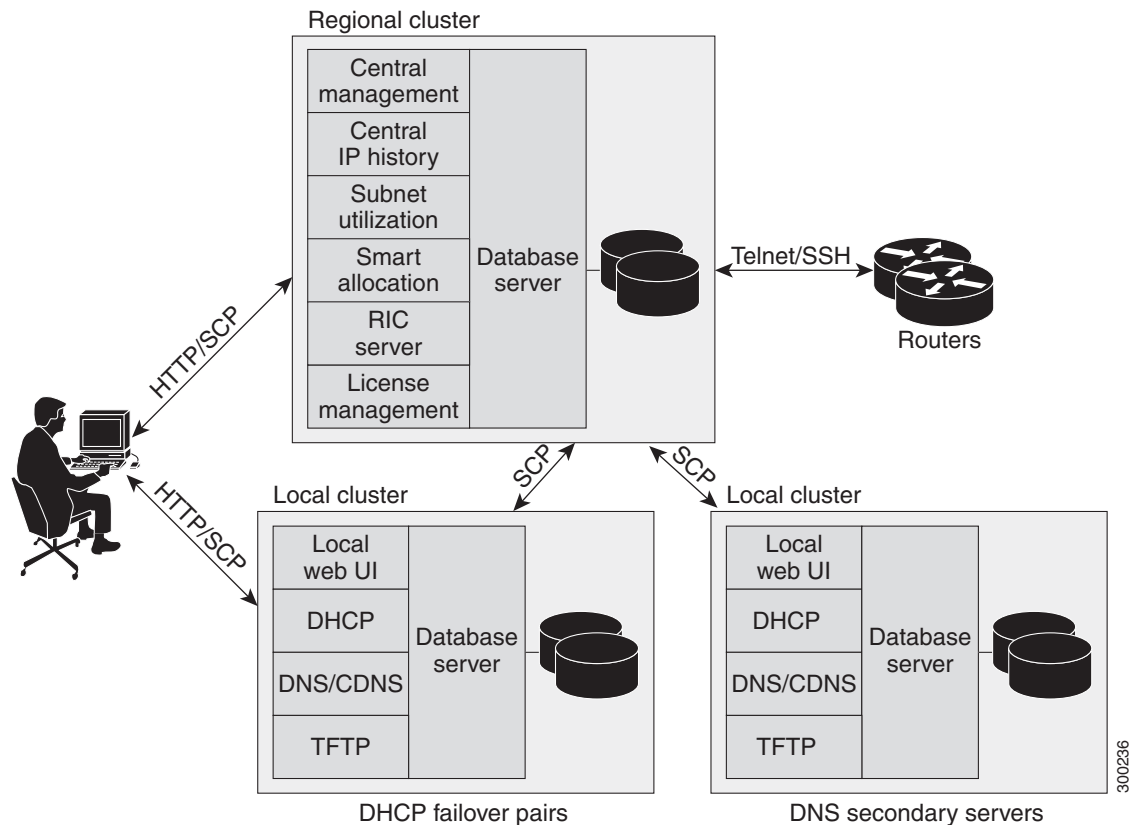 Regional cluster
Central
management
Central
IP history
Subnet
utilization
Smart
allocation
RIC
server
License
management
Database
server
Telnet/SSH
Routers
HTTP/SCP
HTTP/SCP
SCP
SCP
Local cluster
Local
web UI
DHCP
DNS/CDNS
TFTP
Database
server
DHCP failover pairs
Local cluster
Local
web UI
DHCP
DNS/CDNS
TFTP
Database
server
DNS secondary servers
300236